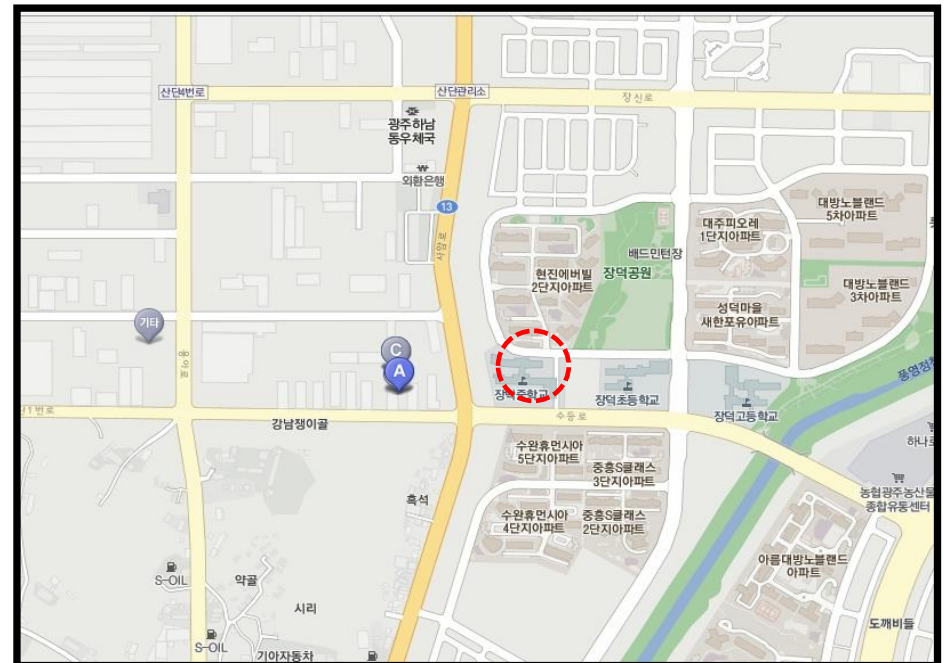 산단4번로
산단관리소
장신로
광주하남
동우체국
외환은행
13
사암로
대방노블랜드
5차아파트
대주피오레
1단지아파트
배드민턴장
현진에버빌
2단지아파트
장덕공원
대방노블랜드
3차아파트
성덕마을
새한포유아파트
기타
C
A
풍영정천
장덕중학교
장덕초등학교
장덕고등학교
수등로
1번로
강남쟁이골
수완휴먼시아
5단지아파트
중흥S클래스
3단지아파트
하나로
농협광주농산물
종합유통센터
흑석
수완휴먼시아
4단지아파트
중흥S클래스
2단지아파트
아름대방노블랜드
아파트
S-OIL
약골
시리
도깨비들
S-OIL
기아자동차